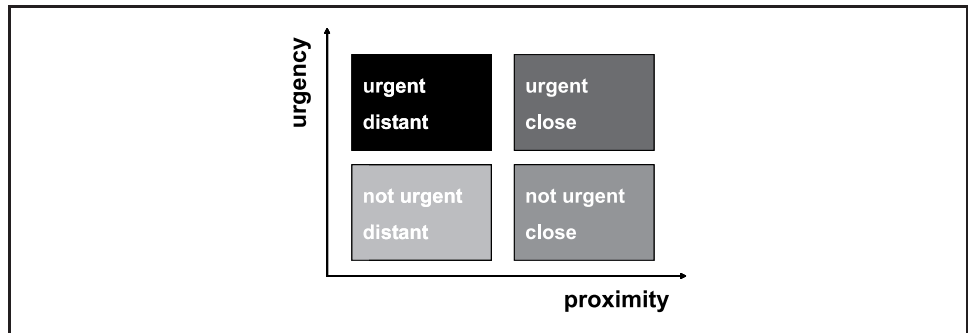 urgency
urgent
distant
urgent
close
not urgent
distant
not urgent
close
proximity